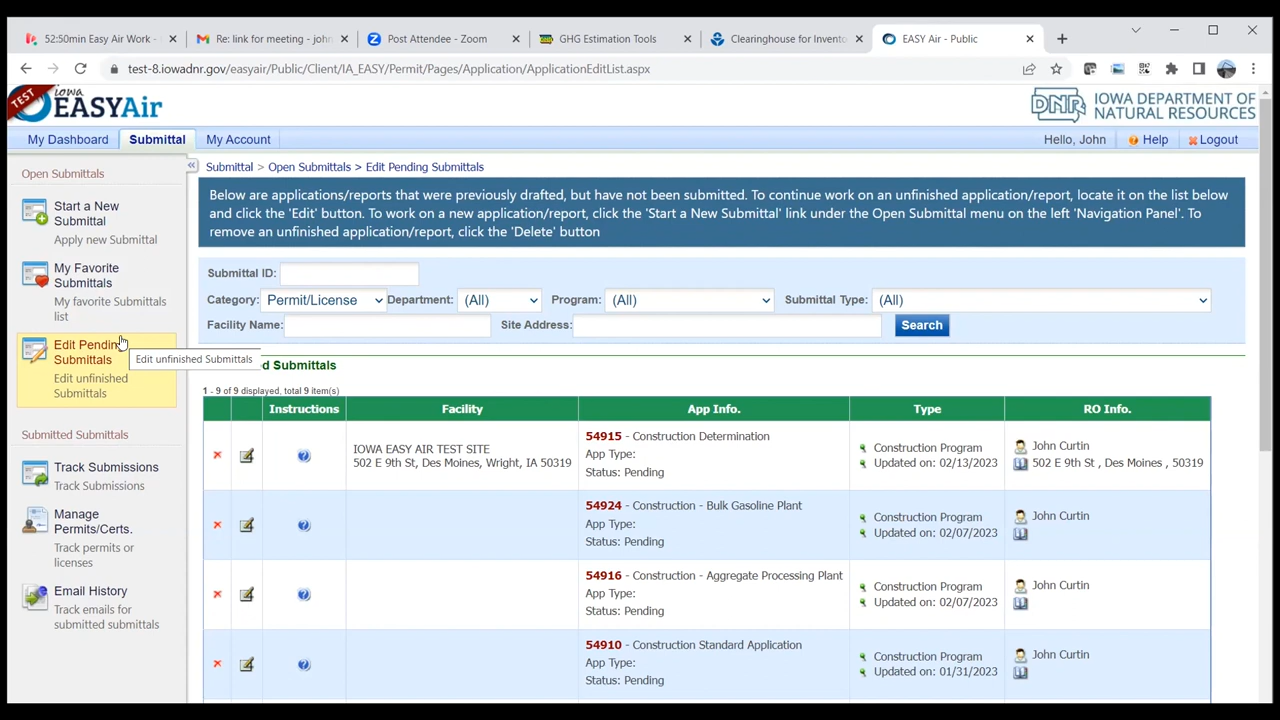 52:50min Easy Air Work -
Re: link for meeting - john
Post Attendee - Zoom
GHG Estimation Tools
Clearinghouse for Invento
EASY Air - Public
test-8.iowadnr.gov/easyair/Public/Client/IA_EASY/Permit/Pages/Application/ApplicationEditList.aspx
TEST
iowa
EASYAir
DNR
IOWA DEPARTMENT OF
NATURAL RESOURCES
My Dashboard
Submittal
My Account
Hello, John
Help
Logout
Open Submittals
Start a New
Submittal
Apply new Submittal
My Favorite
Submittals
My favorite Submittals
list
Edit Pendin
Submittals
Edit unfinished
Submittals
Edit unfinished Submittals
Submitted Submittals
Track Submissions
Track Submissions
Manage
Permits/Certs.
Track permits or
licenses
Email History
Track emails for
submitted submittals
Submittal > Open Submittals > Edit Pending Submittals
Below are applications/reports that were previously drafted, but have not been submitted. To continue work on an unfinished application/report, locate it on the list below
and click the 'Edit' button. To work on a new application/report, click the 'Start a New Submittal' link under the Open Submittal menu on the left 'Navigation Panel'. To
remove an unfinished application/report, click the 'Delete' button
Submittal ID:
Category: Permit/License Department: (All) Program: (All) Submittal Type: (All)
Facility Name: Site Address: Search
d Submittals
1 - 9 of 9 displayed, total 9 item(s)
Instructions Facility App Info. Type RO Info.
IOWA EASY AIR TEST SITE
502 E 9th St, Des Moines, Wright, IA 50319
54915 - Construction Determination
App Type:
Status: Pending
Construction Program
Updated on: 02/13/2023
John Curtin
502 E 9th St , Des Moines , 50319
54924 - Construction - Bulk Gasoline Plant
App Type:
Status: Pending
Construction Program
Updated on: 02/07/2023
John Curtin
54916 - Construction - Aggregate Processing Plant
App Type:
Status: Pending
Construction Program
Updated on: 02/07/2023
John Curtin
54910 - Construction Standard Application
App Type:
Status: Pending
Construction Program
Updated on: 01/31/2023
John Curtin